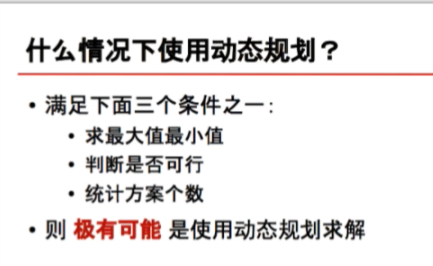 什么情况下使用动态规划？
• 满足下面三个条件之一：
• 求最大值最小值
• 判断是否可行
• 统计方案个数
• 则 极有可能 是使用动态规划求解